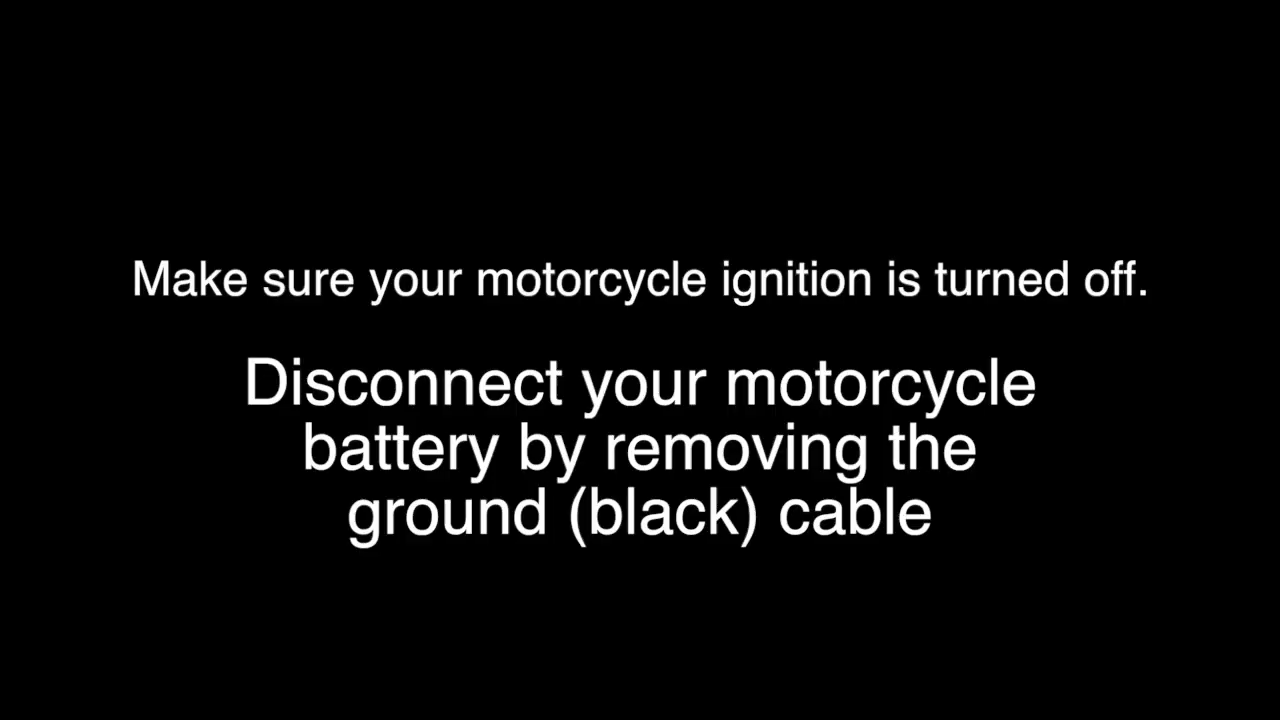 Make sure your motorcycle ignition is turned off.
Disconnect your motorcycle
battery by removing the
ground (black) cable